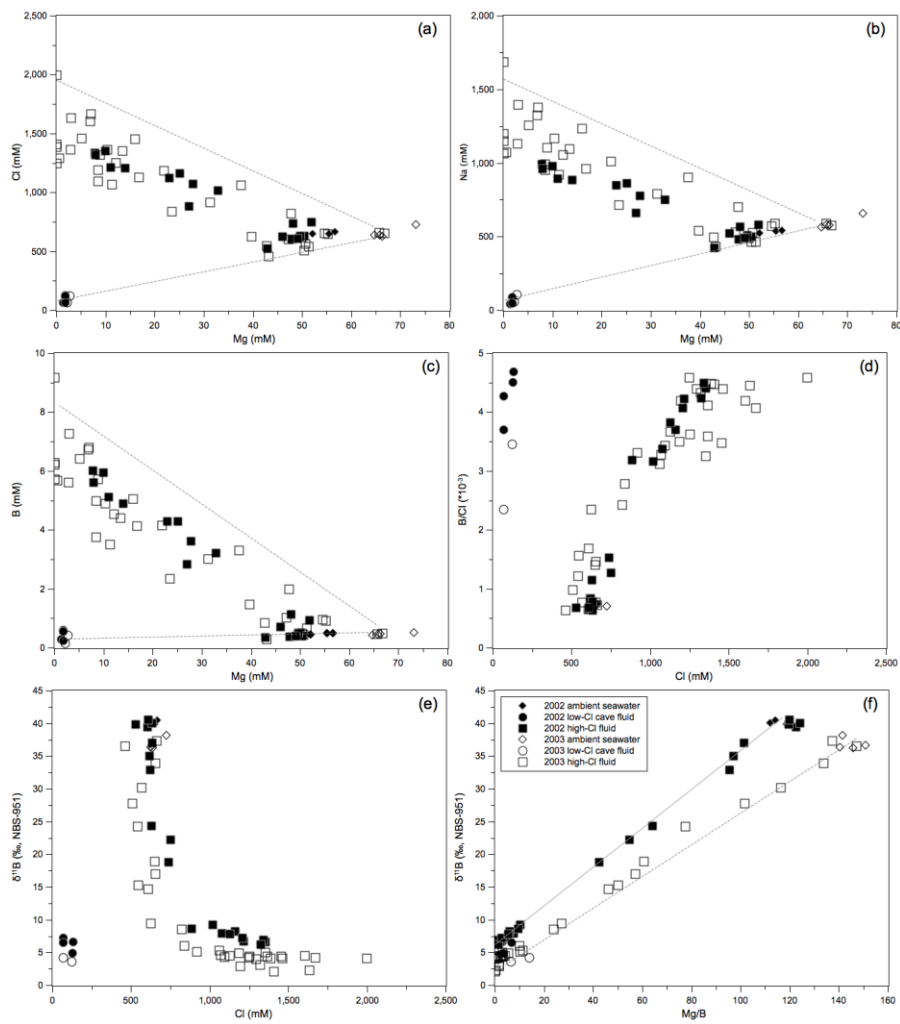 (a)
Cl (mM)
2,500
2,000
1,500
1,000
500
0
0 10 20 30 40 50 60 70 80
Mg (mM)
(b)
Na (mM)
2,000
1,500
1,000
500
0
0 10 20 30 40 50 60 70 80
Mg (mM)
(c)
B (mM)
10
8
6
4
2
0
0 10 20 30 40 50 60 70 80
Mg (mM)
(d)
B/Cl (*10⁻³)
5
4
3
2
1
0
0 500 1,000 1,500 2,000 2,500
Cl (mM)
(e)
δ¹¹B (‰, NBS-951)
45
40
35
30
25
20
15
10
5
0
0 500 1,000 1,500 2,000 2,500
Cl (mM)
(f)
δ¹¹B (‰, NBS-951)
45
40
35
30
25
20
15
10
5
0
2002 ambient seawater
2002 low-Cl cave fluid
2002 high-Cl fluid
2003 ambient seawater
2003 low-Cl cave fluid
2003 high-Cl fluid
0 20 40 60 80 100 120 140 160
Mg/B